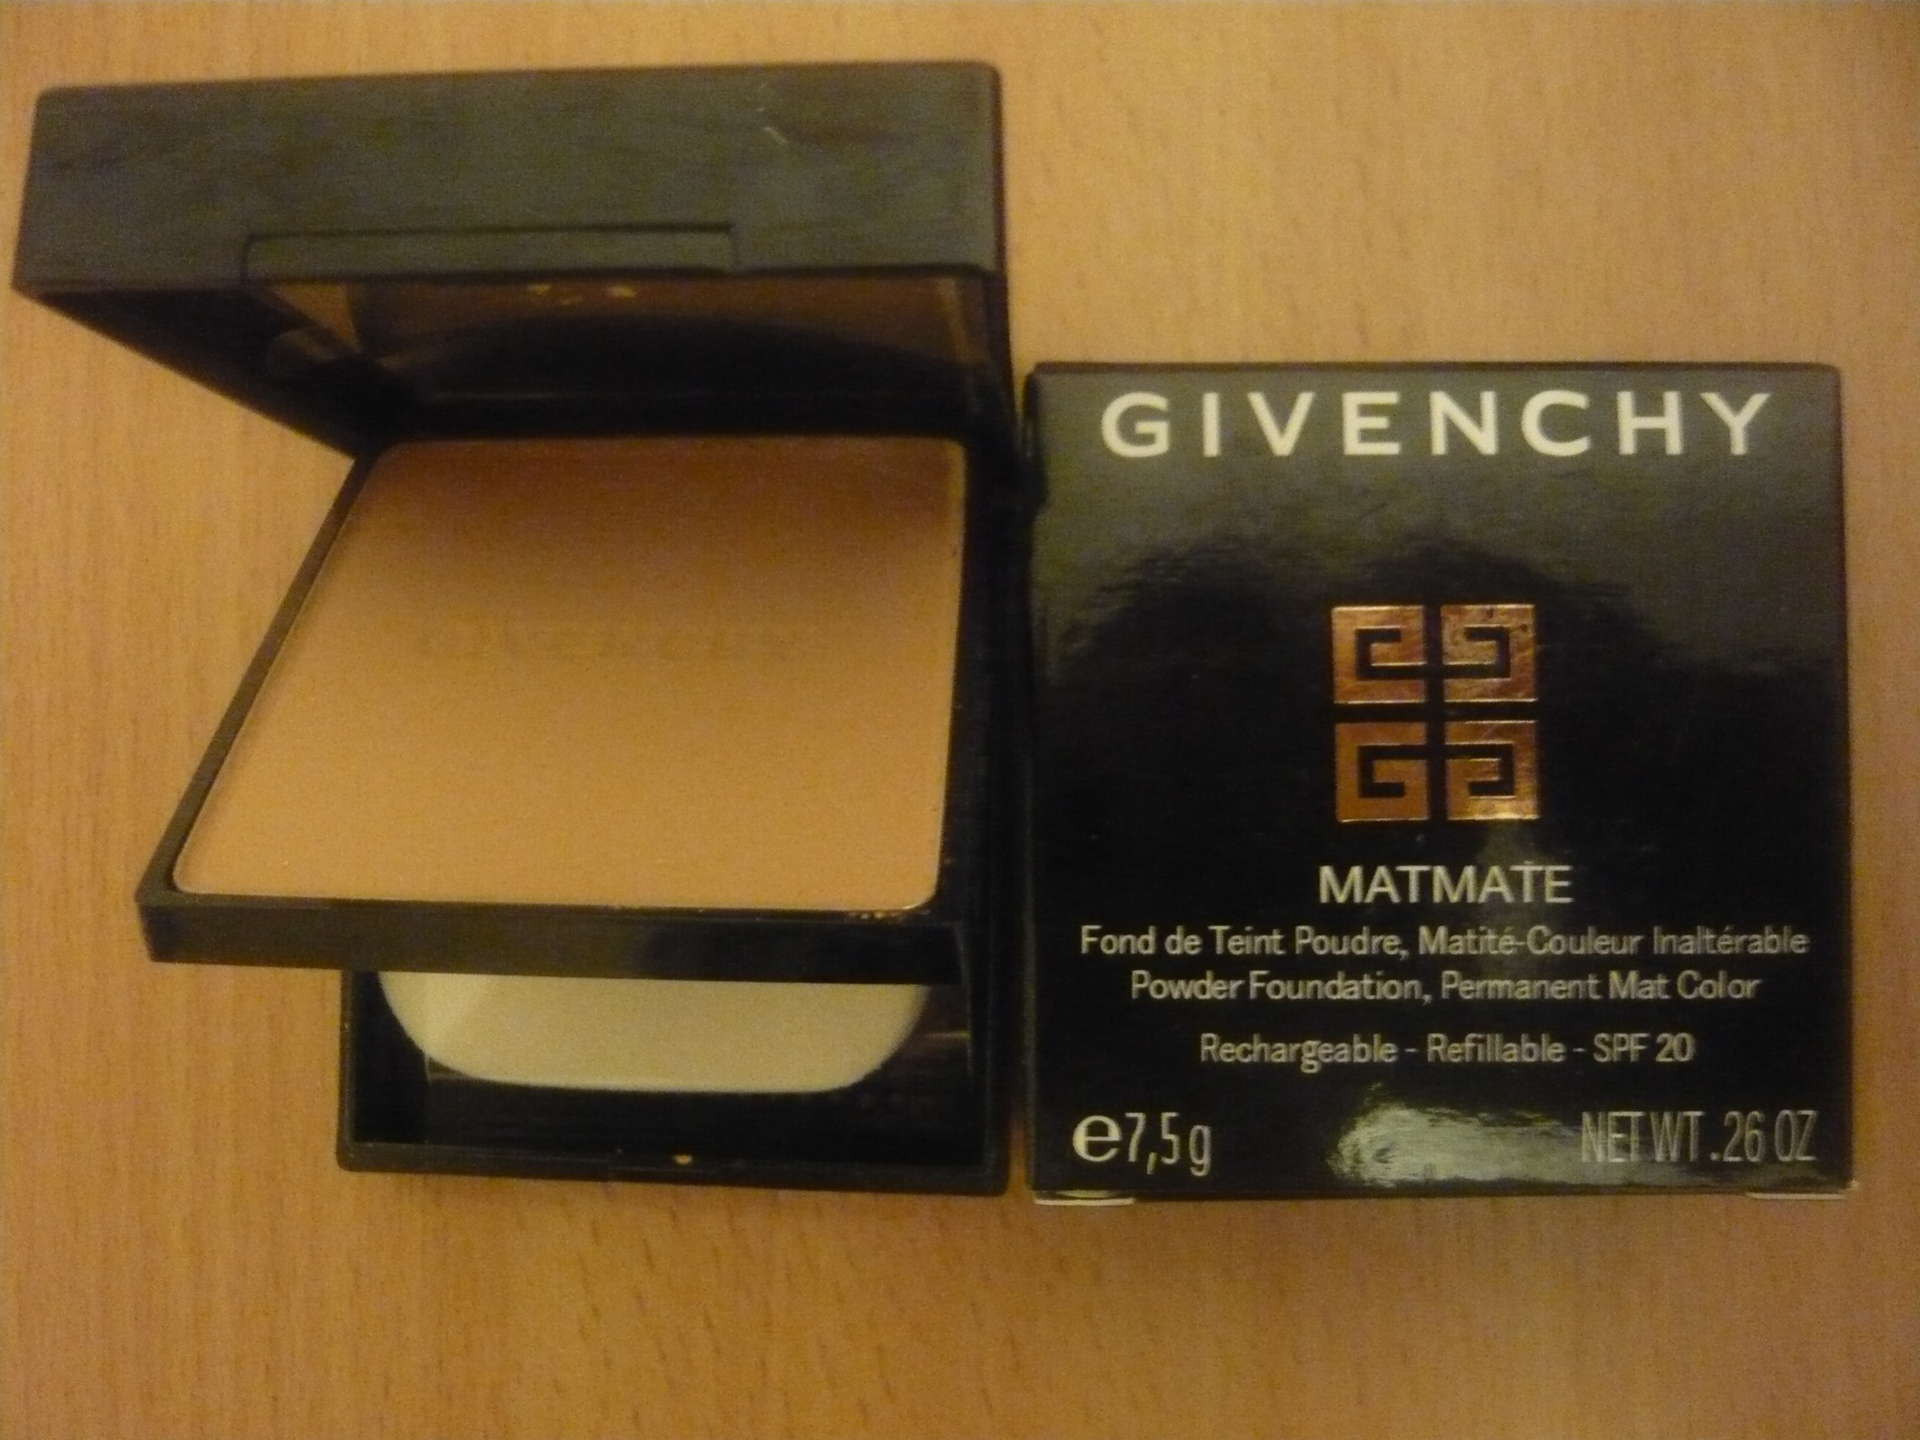 GIVENCHY
MATMATE
Fond de Teint Poudre, Matité-Couleur Inaltérable
Powder Foundation, Permanent Mat Color
Rechargeable - Refillable - SPF 20
e7,5g
NET WT .26 OZ